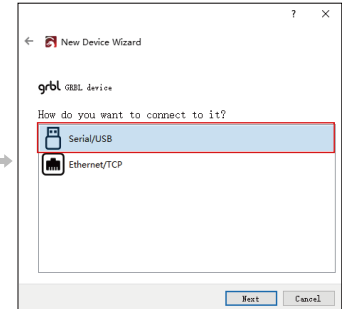 ? ×
← New Device Wizard
grbl GRBL device
How do you want to connect to it?
Serial/USB
Ethernet/TCP
Next Cancel